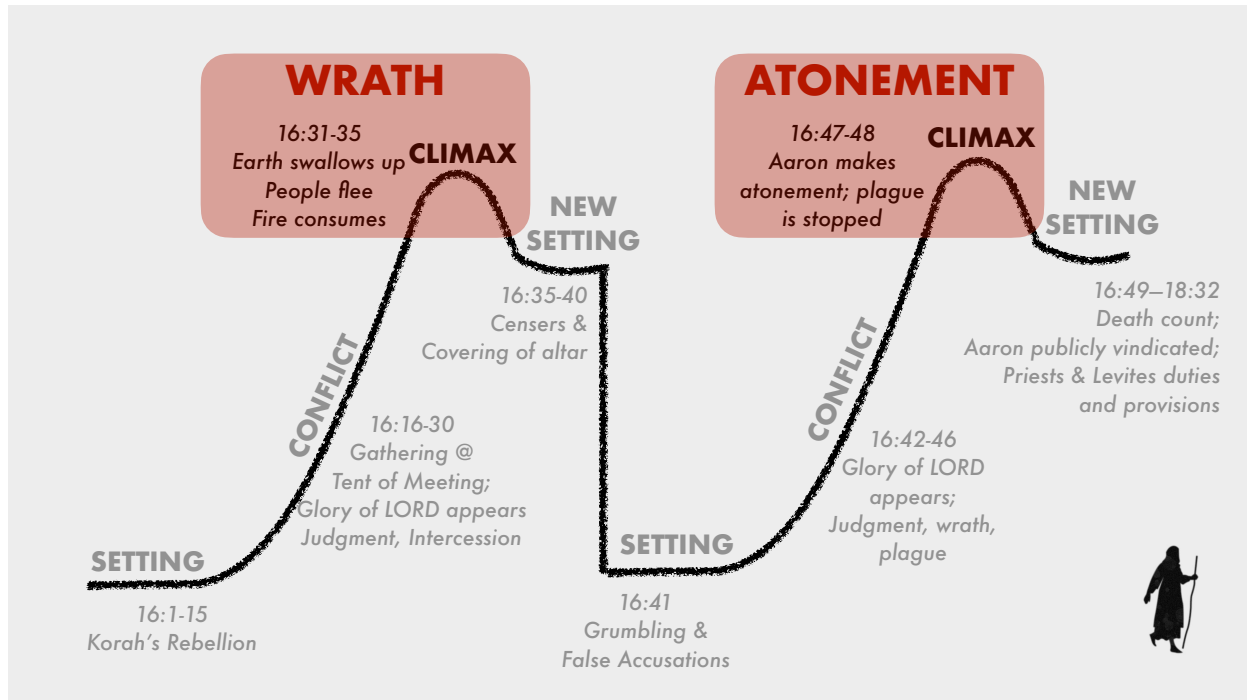 WRATH
16:31-35
Earth swallows up
People flee
Fire consumes
CLIMAX
NEW
SETTING
16:35-40
Censers &
Covering of altar
CONFLICT
16:16-30
Gathering @
Tent of Meeting;
Glory of LORD appears
Judgment, Intercession
SETTING
16:1-15
Korah's Rebellion
ATONEMENT
16:47-48
Aaron makes
atonement; plague
is stopped
CLIMAX
NEW
SETTING
16:49—18:32
Death count;
Aaron publicly vindicated;
Priests & Levites duties
and provisions
CONFLICT
16:42-46
Glory of LORD
appears;
Judgment, wrath,
plague
SETTING
16:41
Grumbling &
False Accusations